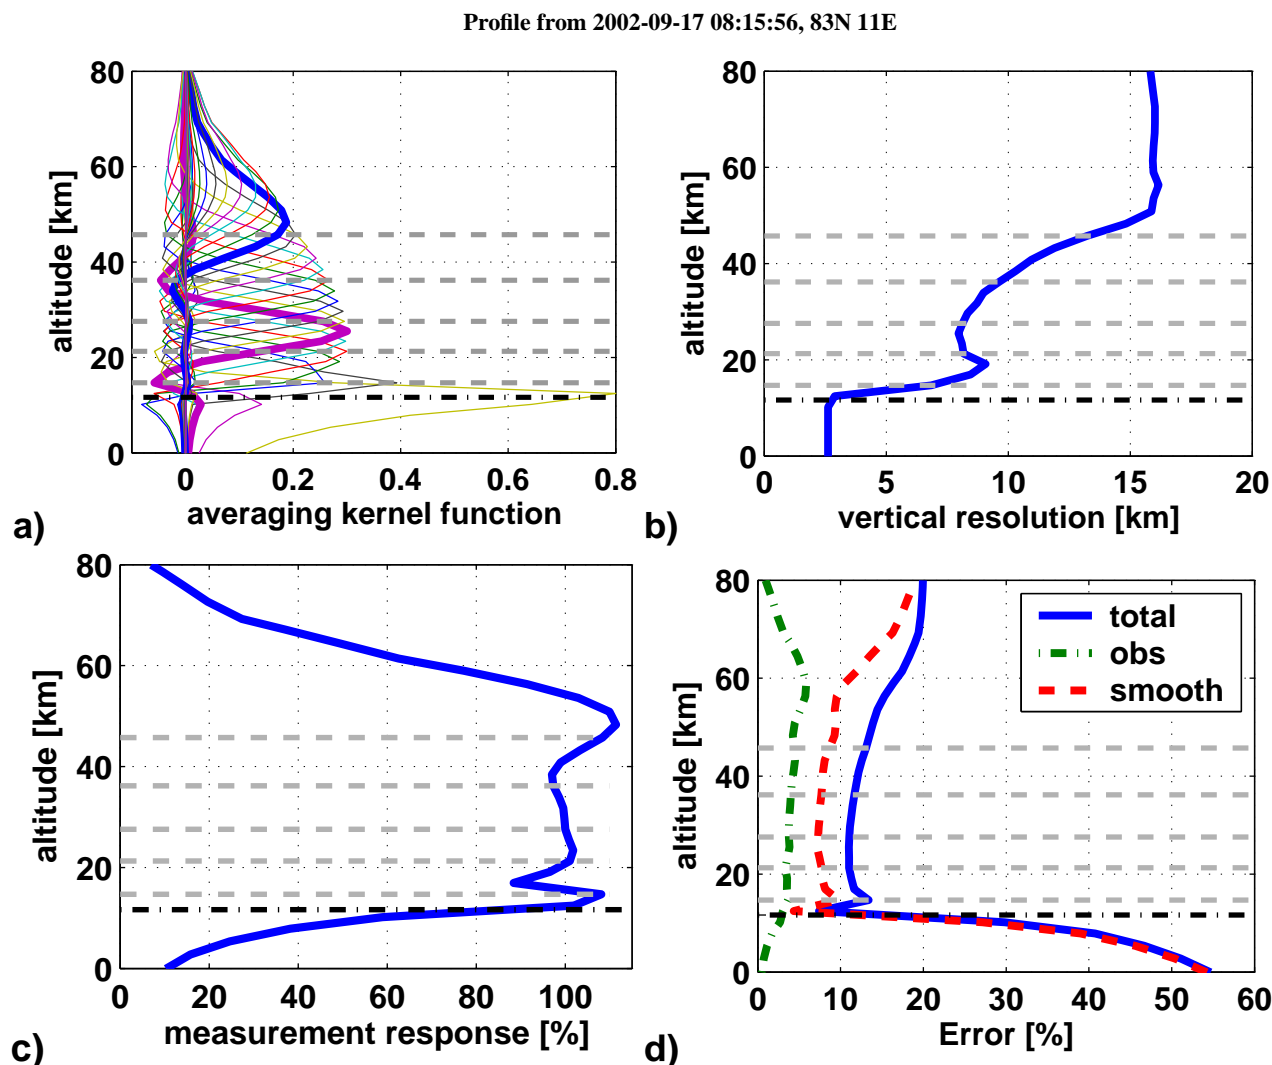 Profile from 2002-09-17 08:15:56, 83N 11E
80
60
40
20
0
altitude [km]
0
0.2
0.4
0.6
0.8
averaging kernel function
a)
80
60
40
20
0
altitude [km]
0
5
10
15
20
vertical resolution [km]
b)
80
60
40
20
0
altitude [km]
0
20
40
60
80
100
measurement response [%]
c)
80
60
40
20
0
altitude [km]
total
obs
smooth
0
10
20
30
40
50
60
Error [%]
d)